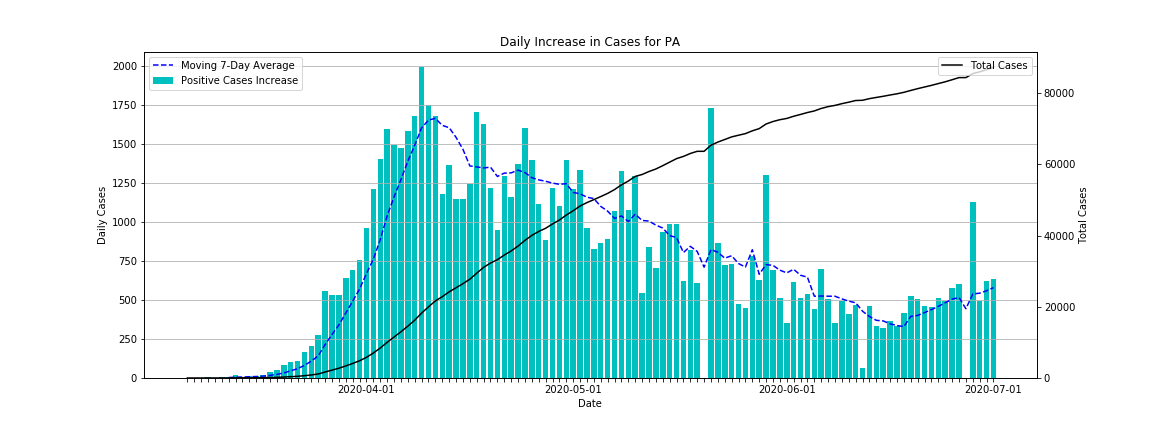 Daily Increase in Cases for PA
Moving 7-Day Average
Positive Cases Increase
Total Cases
2000
1750
1500
1250
1000
750
500
250
0
Daily Cases
80000
60000
40000
20000
0
Total Cases
2020-04-01
2020-05-01
2020-06-01
2020-07-01
Date